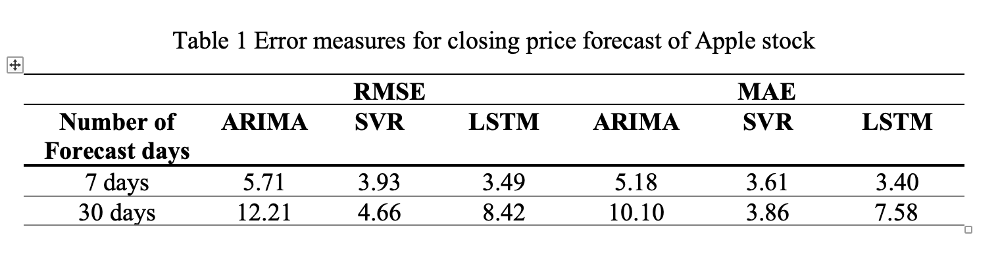 Table 1 Error measures for closing price forecast of Apple stock
RMSE MAE
Number of ARIMA SVR LSTM ARIMA SVR LSTM
Forecast days
7 days 5.71 3.93 3.49 5.18 3.61 3.40
30 days 12.21 4.66 8.42 10.10 3.86 7.58